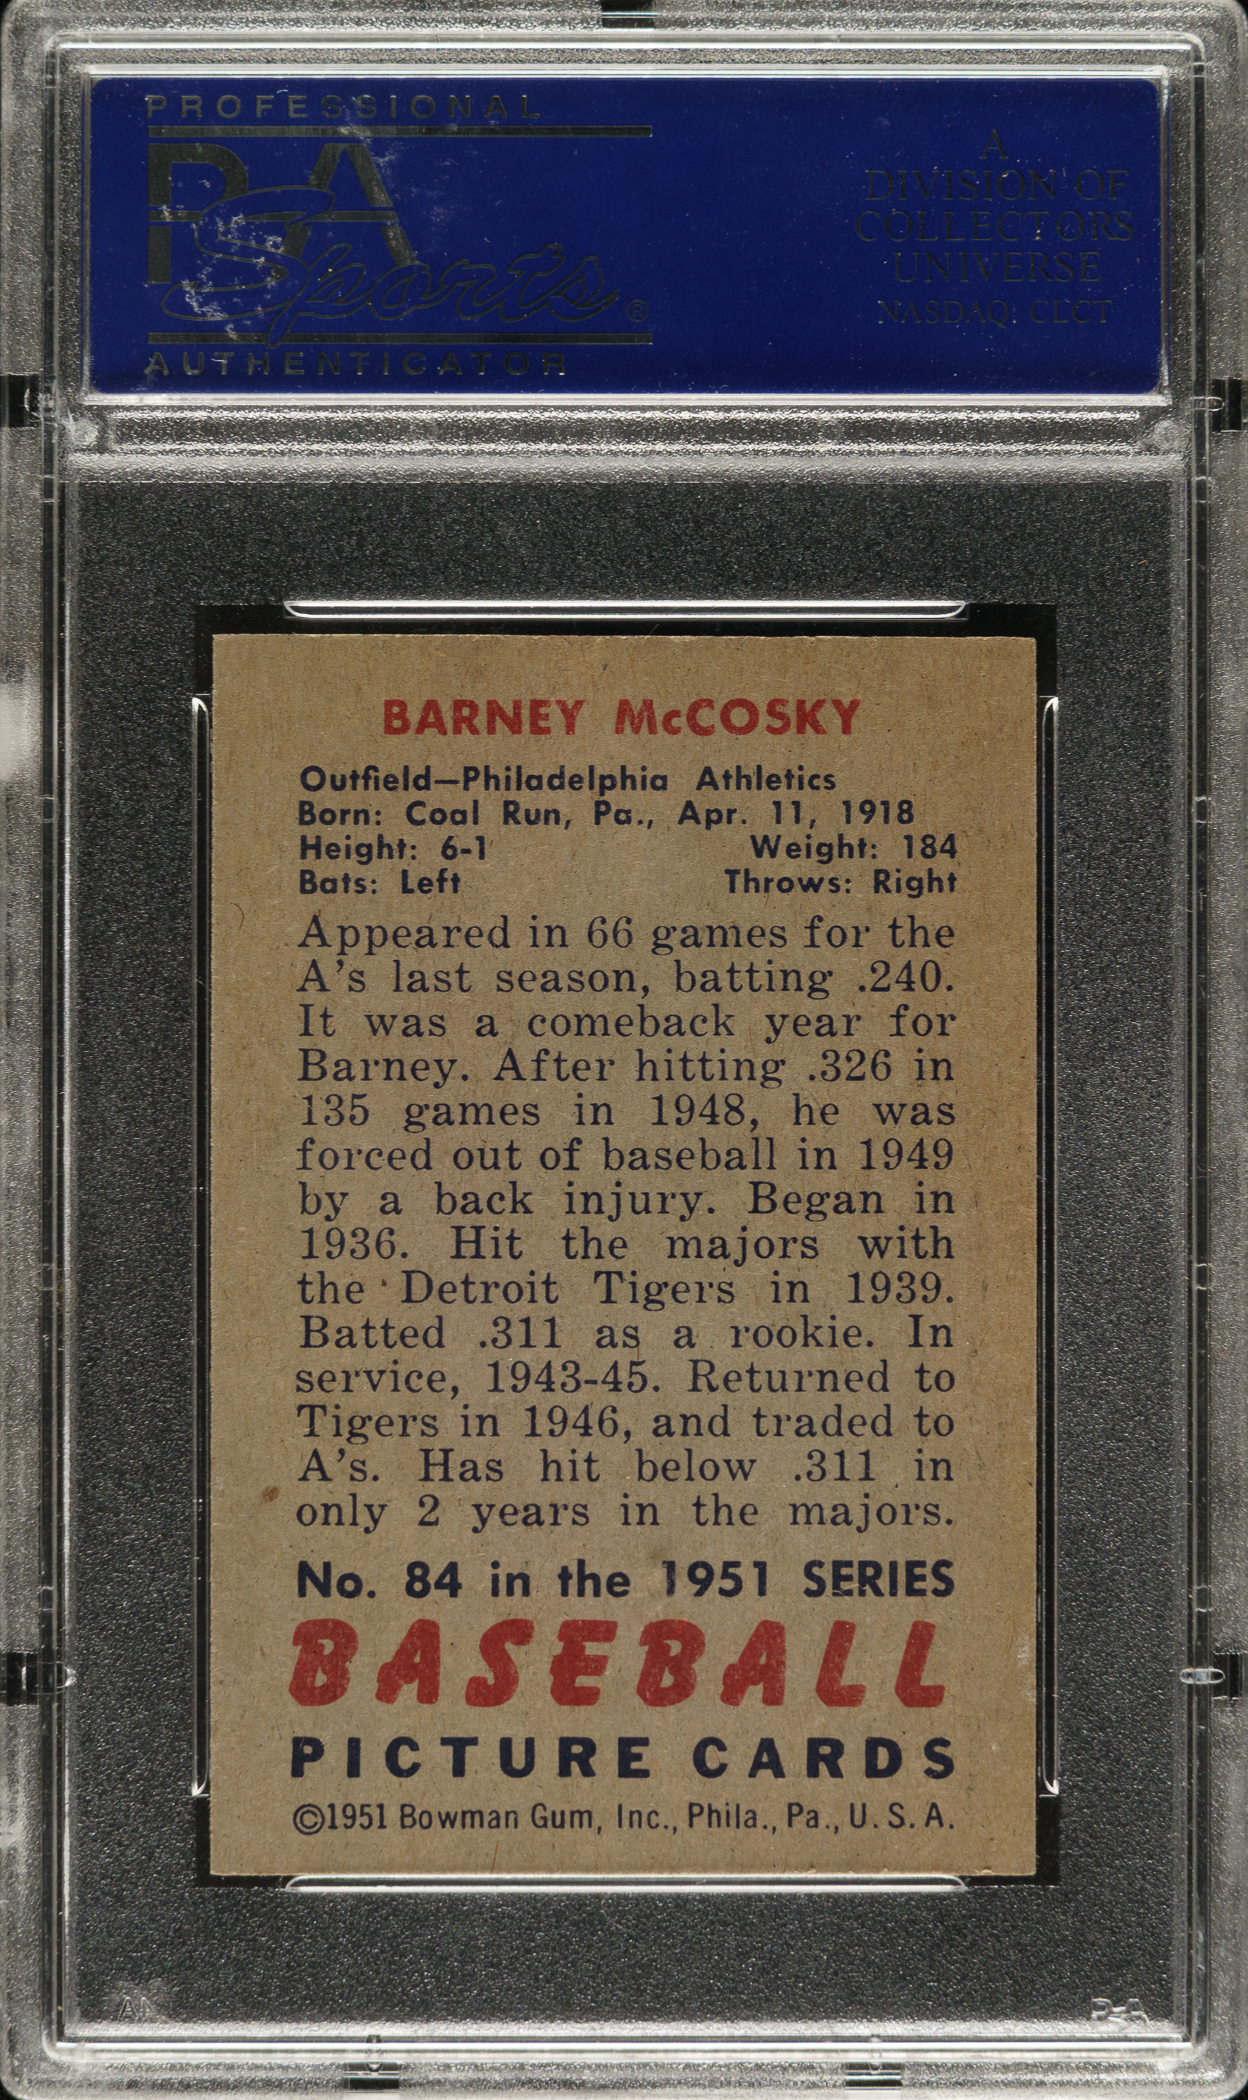 PROFESSIONAL
PSA
Sports®
AUTHENTICATOR
A
DIVISION OF
COLLECTORS
UNIVERSE
NASDAQ: CLCT
BARNEY McCOSKY
Outfield—Philadelphia Athletics
Born: Coal Run, Pa., Apr. 11, 1918
Height: 6-1 Weight: 184
Bats: Left Throws: Right
Appeared in 66 games for the
A's last season, batting .240.
It was a comeback year for
Barney. After hitting .326 in
135 games in 1948, he was
forced out of baseball in 1949
by a back injury. Began in
1936. Hit the majors with
the Detroit Tigers in 1939.
Batted .311 as a rookie. In
service, 1943-45. Returned to
Tigers in 1946, and traded to
A's. Has hit below .311 in
only 2 years in the majors.
No. 84 in the 1951 SERIES
BASEBALL
PICTURE CARDS
©1951 Bowman Gum, Inc., Phila., Pa., U. S. A.